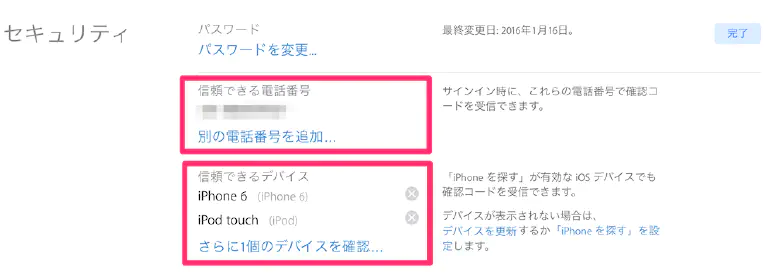 セキュリティ
パスワード
パスワードを変更...
最終変更日: 2016年1月16日。
完了
信頼できる電話番号
別の電話番号を追加...
サインイン時に、これらの電話番号で確認コ
ードを受信できます。
信頼できるデバイス
iPhone 6 (iPhone 6)
iPod touch (iPod)
さらに1個のデバイスを確認...
「iPhone を探す」が有効な iOS デバイスでも
確認コードを受信できます。
デバイスが表示されない場合は、
デバイスを更新するか「iPhone を探す」を設
定します。